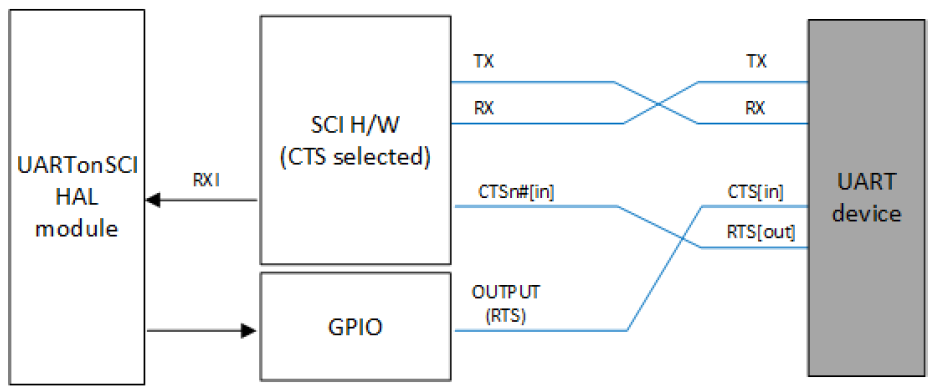 UARTonSCI
HAL
module
RXI
SCI H/W
(CTS selected)
GPIO
TX
RX
CTSn#[in]
OUTPUT
(RTS)
TX
RX
CTS[in]
RTS[out]
UART
device